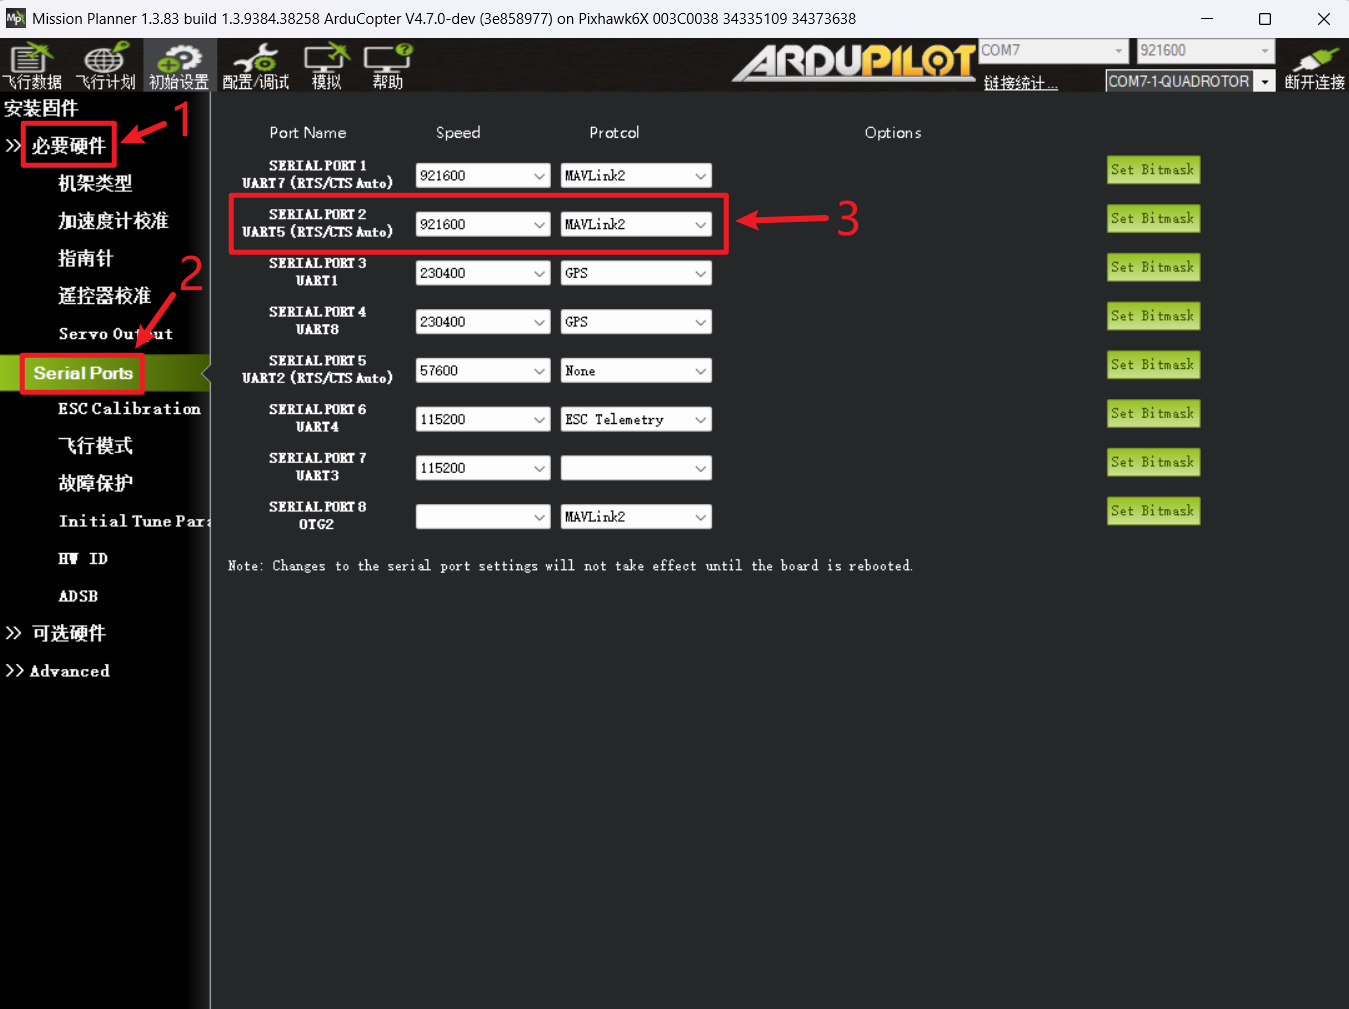 Mission Planner 1.3.83 build 1.3.9384.38258 ArduCopter V4.7.0-dev (3e858977) on Pixhawk6X 003C0038 34335109 34373638
飞行数据 飞行计划 初始设置 配置/调试 模拟 帮助
ARDUPILOT
COM7 921600
链接统计...
COM7-1-QUADROTOR
断开连接
安装固件
>> 必要硬件
机架类型
加速度计校准
指南针
遥控器校准
Servo Output
Serial Ports
ESC Calibration
飞行模式
故障保护
Initial Tune Para
HW ID
ADSB
>> 可选硬件
>> Advanced
1
2
3
Port Name Speed Protcol Options
SERIAL PORT 1
UART7 (RTS/CTS Auto) 921600 MAVLink2 Set Bitmask
SERIAL PORT 2
UART5 (RTS/CTS Auto) 921600 MAVLink2 Set Bitmask
SERIAL PORT 3
UART1 230400 GPS Set Bitmask
SERIAL PORT 4
UART8 230400 GPS Set Bitmask
SERIAL PORT 5
UART2 (RTS/CTS Auto) 57600 None Set Bitmask
SERIAL PORT 6
UART4 115200 ESC Telemetry Set Bitmask
SERIAL PORT 7
UART3 115200 Set Bitmask
SERIAL PORT 8
OTG2 MAVLink2 Set Bitmask
Note: Changes to the serial port settings will not take effect until the board is rebooted.